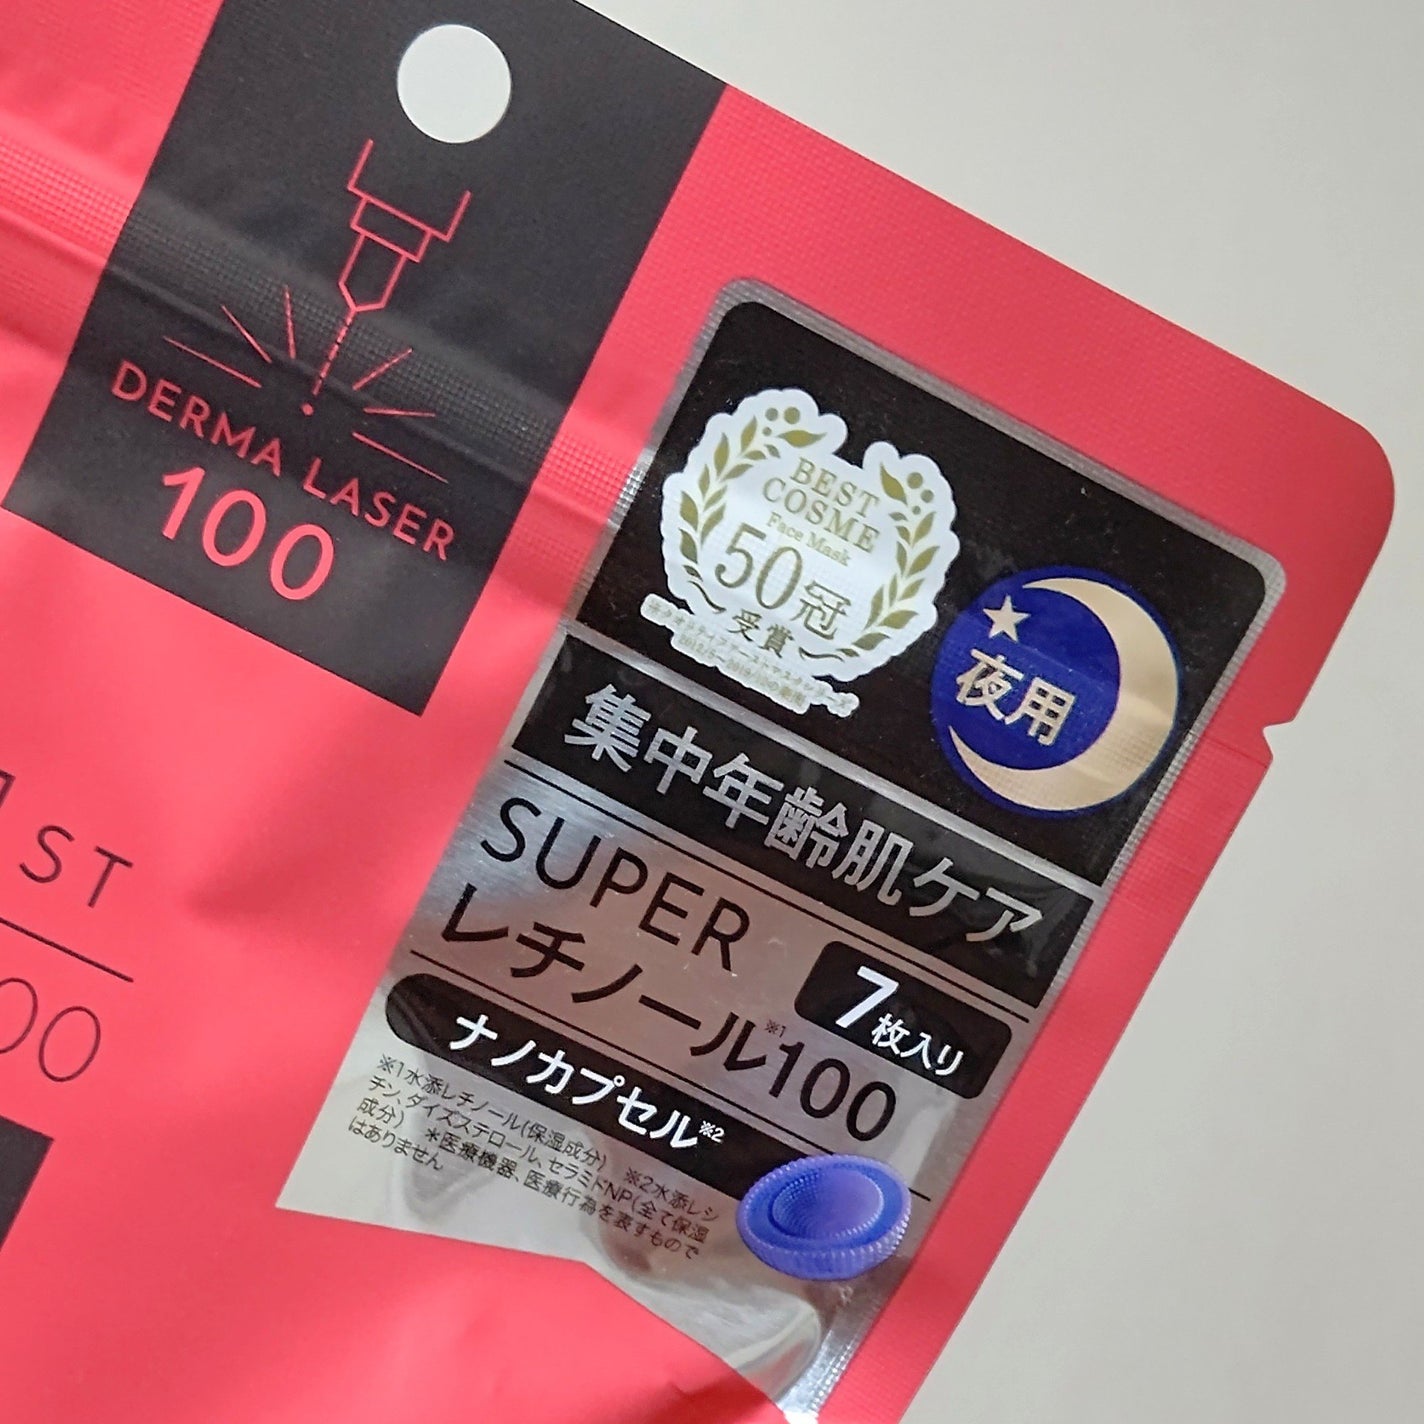 DERMA LASER
100
1 ST
00
BEST
COSME
Face Mask
50冠
受賞
夜用
集中年齢肌ケア
SUPER
レチノール※1100
7枚入り
ナノカプセル※2
※1水添レチノール(保湿成分) ※2水添レシ
チン、ダイズステロール、セラミドNP(全て保湿
成分) ＊医療機器、医療行為を表すもので
はありません